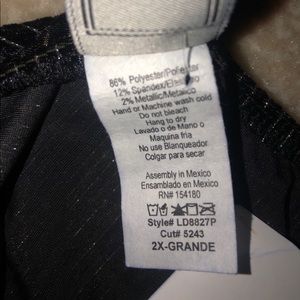 86% Polyester/Poliester
12% Spandex/Elastano
2% Metallic/Metalic
Hand or Machine wash cold
Do not bleach
Hang to dry
Lavado o de Mano o
Maquina fria
No use Blanqueador
Colgar para secar
Assembly in Mexico
Ensamblado en Mexico
RN# 154180
Style# LD8827P
Cut# 5243
2X-GRANDE